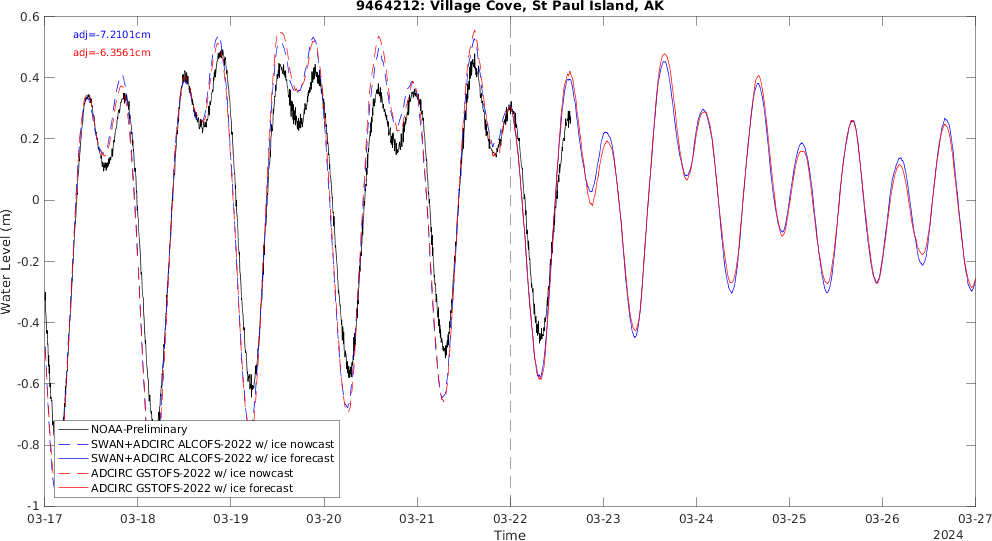 9464212: Village Cove, St Paul Island, AK
adj=-7.2101cm
adj=-6.3561cm
Water Level (m)
0.6
0.4
0.2
0
-0.2
-0.4
-0.6
-0.8
-1
NOAA-Preliminary
SWAN+ADCIRC ALCOFS-2022 w/ ice nowcast
SWAN+ADCIRC ALCOFS-2022 w/ ice forecast
ADCIRC GSTOFS-2022 w/ ice nowcast
ADCIRC GSTOFS-2022 w/ ice forecast
03-17 03-18 03-19 03-20 03-21 03-22 03-23 03-24 03-25 03-26 03-27
Time
2024